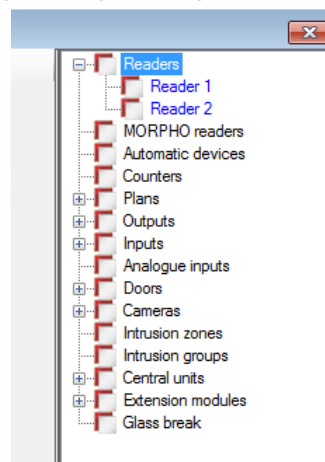 Readers
Reader 1
Reader 2
MORPHO readers
Automatic devices
Counters
Plans
Outputs
Inputs
Analogue inputs
Doors
Cameras
Intrusion zones
Intrusion groups
Central units
Extension modules
Glass break